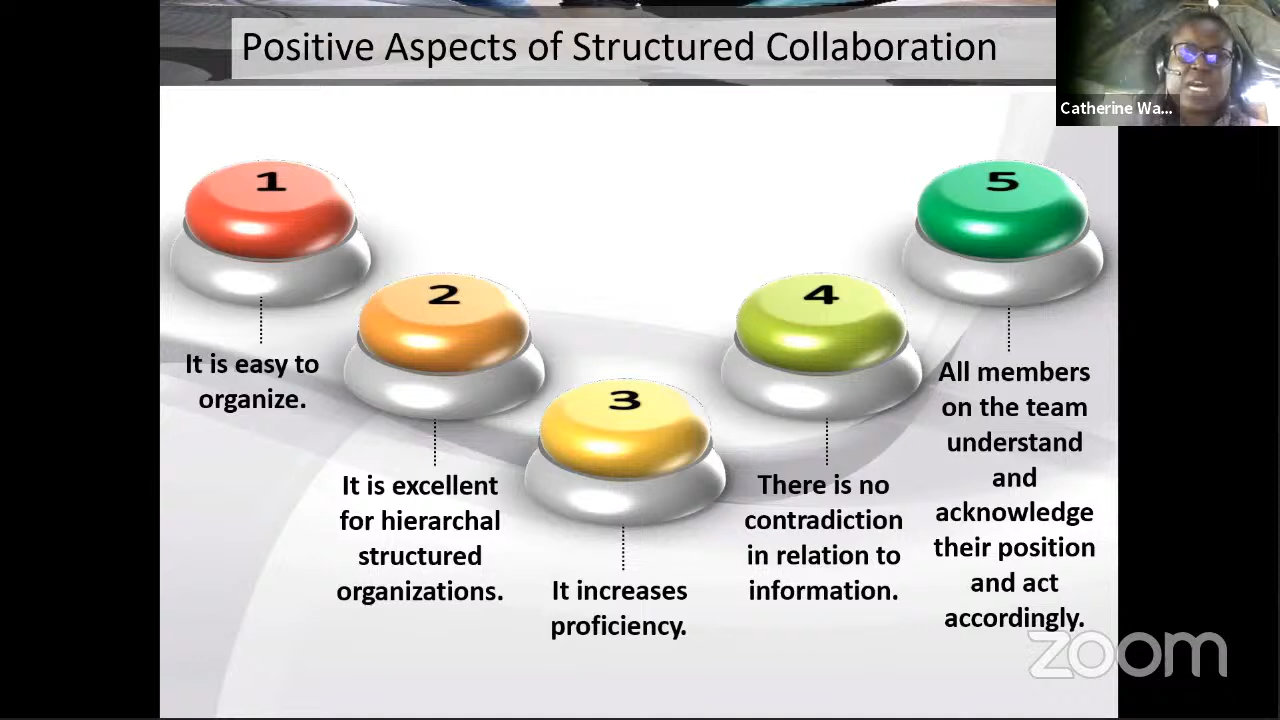 Positive Aspects of Structured Collaboration
Catherine Wa...
1
It is easy to
organize.
2
It is excellent
for hierarchal
structured
organizations.
3
It increases
proficiency.
4
There is no
contradiction
in relation to
information.
5
All members
on the team
understand
and
acknowledge
their position
and act
accordingly.
zoom